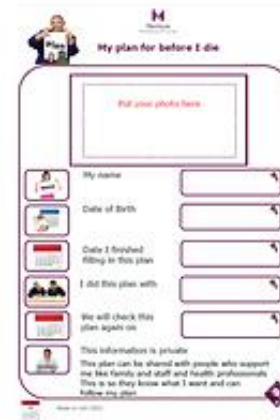 Plan
My plan for before I die
Put your photo here
My name
Date of Birth
Date I finished
filling in this plan
I did this plan with
We will check this
plan again on
This information is private
This plan can be shared with people who support
me like family and staff and health professionals
This is so they know what I want and can
follow my plan